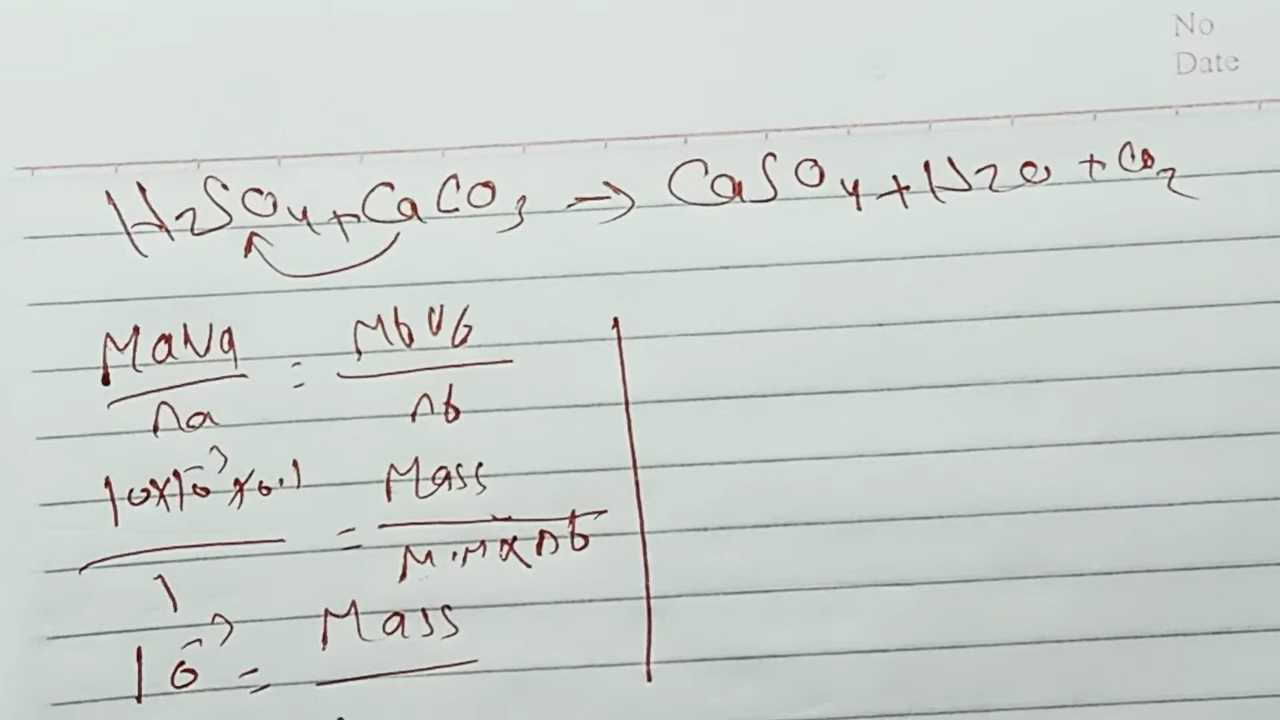 No
Date
H2SO4 + CaCO3 → CaSO4 + H2O + CO2
MaVa / na = MbVb / nb
10×10⁻³×0.1 / 1 = Mass / M.M×nb
10⁻³ = Mass